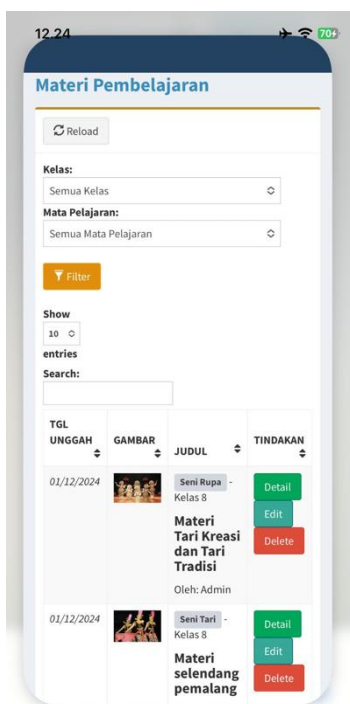 12.24
70
Materi Pembelajaran
Reload
Kelas:
Semua Kelas
Mata Pelajaran:
Semua Mata Pelajaran
Filter
Show
10
entries
Search:
TGL UNGGAH GAMBAR JUDUL TINDAKAN
01/12/2024
Seni Rupa -
Kelas 8
Materi
Tari Kreasi
dan Tari
Tradisi
Oleh: Admin
Detail
Edit
Delete
01/12/2024
Seni Tari -
Kelas 8
Materi
selendang
pemalang
Detail
Edit
Delete